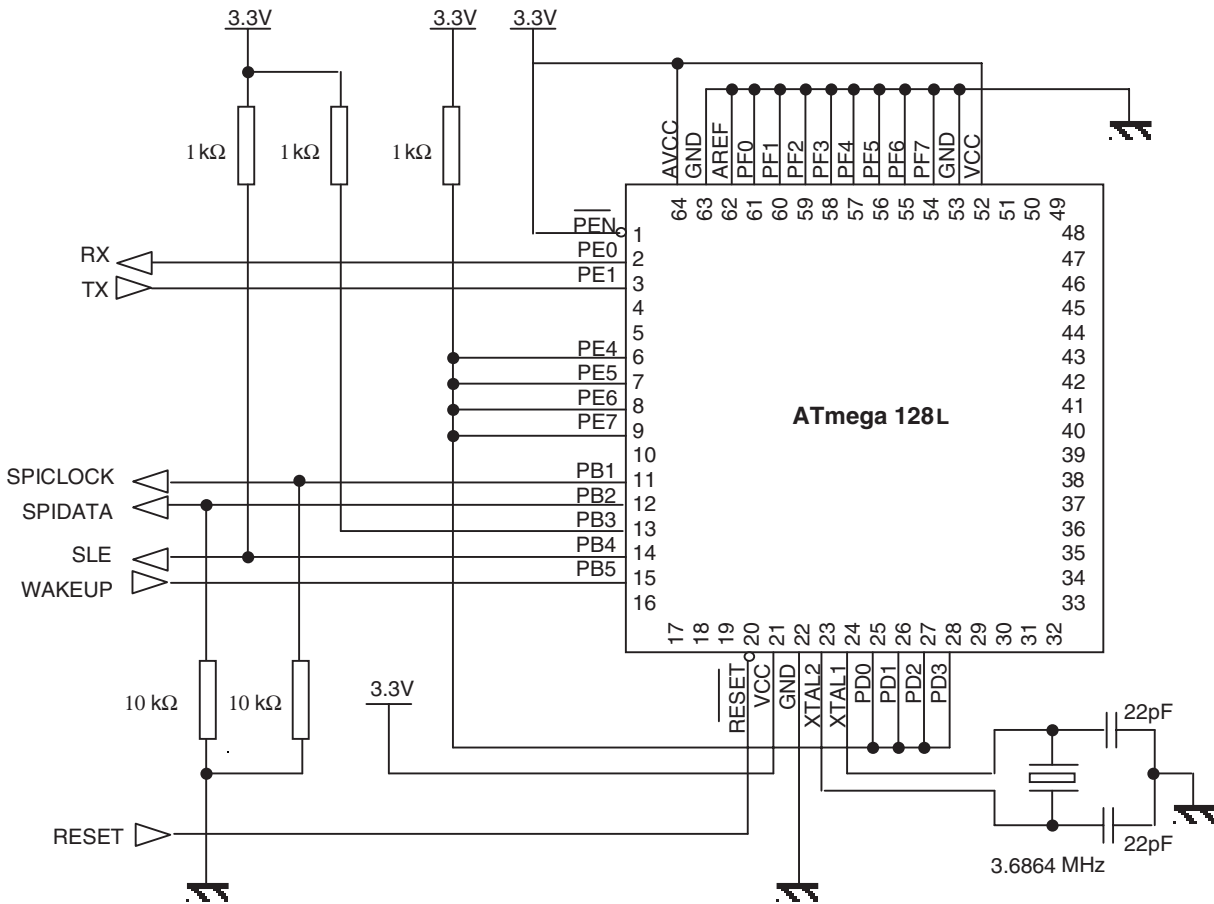 3.3V 3.3V 3.3V
1 kΩ 1 kΩ 1 kΩ
AVCC GND AREF PF0 PF1 PF2 PF3 PF4 PF5 PF6 PF7 GND VCC
64 63 62 61 60 59 58 57 56 55 54 53 52 51 50 49
PEN 1 48
RX PE0 2 47
TX PE1 3 46
4 45
5 44
PE4 6 43
PE5 7 42
PE6 8 41
PE7 9 40
ATmega 128L
10 39
SPICLOCK PB1 11 38
SPIDATA PB2 12 37
PB3 13 36
SLE PB4 14 35
WAKEUP PB5 15 34
16 33
17 18 19 20 21 22 23 24 25 26 27 28 29 30 31 32
RESET VCC GND XTAL2 XTAL1 PD0 PD1 PD2 PD3
10 kΩ 10 kΩ
3.3V
22pF
RESET
22pF
3.6864 MHz